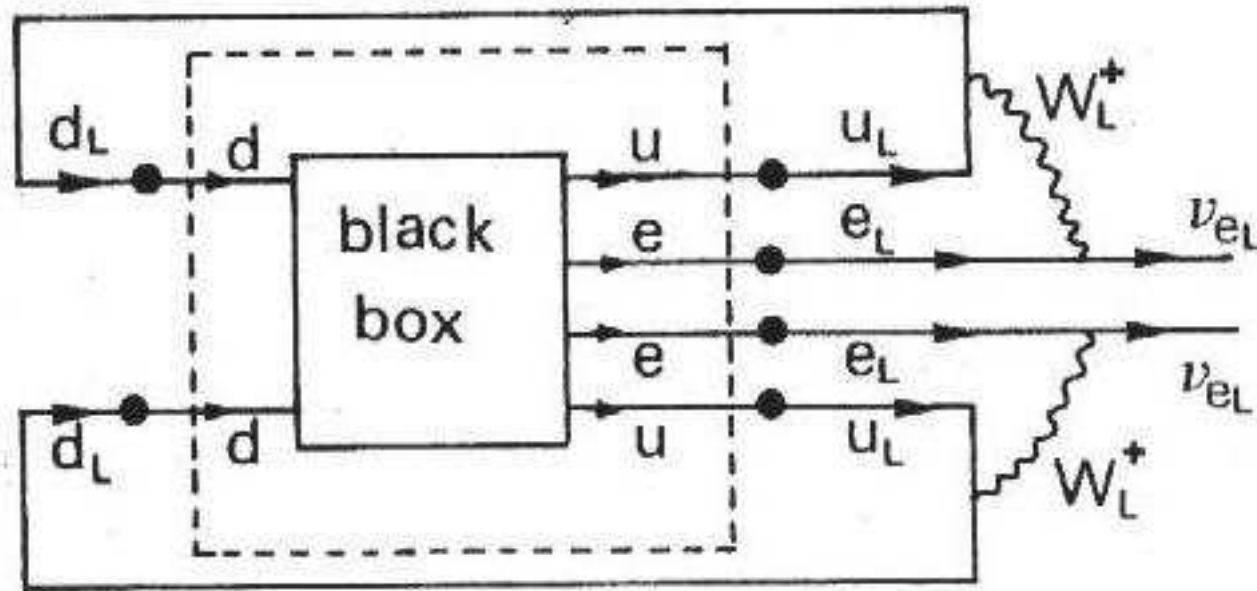 W_L^+
d_L d u u_L
black e e_L ν_eL
box
e e_L ν_eL
d_L d u u_L W_L^+